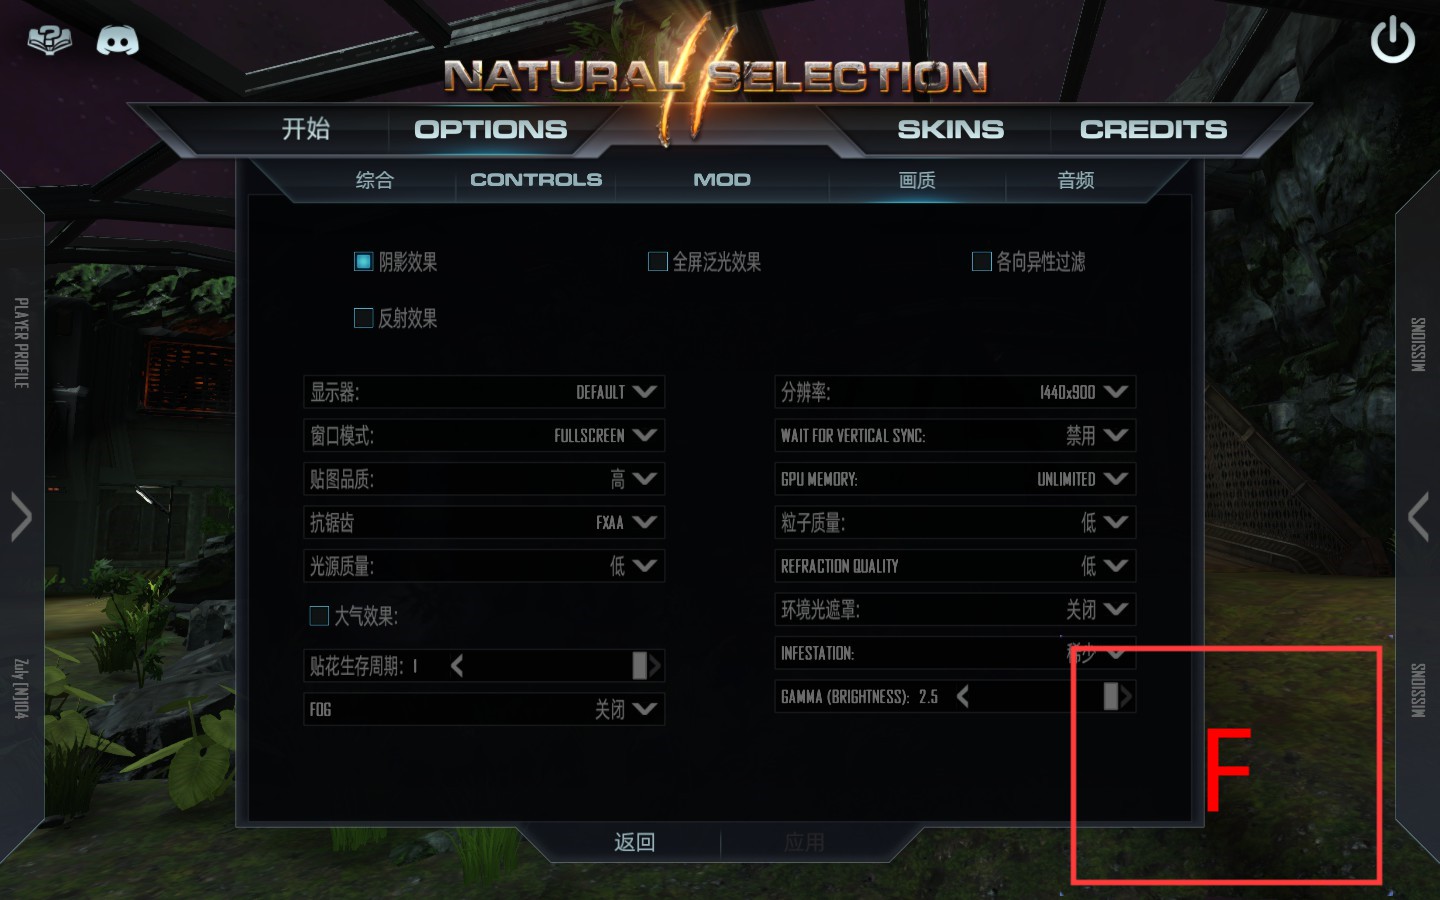 NATURAL SELECTION
开始 OPTIONS SKINS CREDITS
综合 CONTROLS MOD 画质 音频
阴影效果 全屏泛光效果 各向异性过滤
反射效果
显示器: DEFAULT
窗口模式: FULLSCREEN
贴图品质: 高
抗锯齿 FXAA
光源质量: 低
大气效果:
贴花生存周期: 1
FOG 关闭
分辨率: 1440x900
WAIT FOR VERTICAL SYNC: 禁用
GPU MEMORY: UNLIMITED
粒子质量: 低
REFRACTION QUALITY 低
环境光遮罩: 关闭
INFESTATION: 稀少
GAMMA (BRIGHTNESS): 2.5
返回 应用
PLAYER PROFILE
Zuly [N]104
MISSIONS
MISSIONS
F